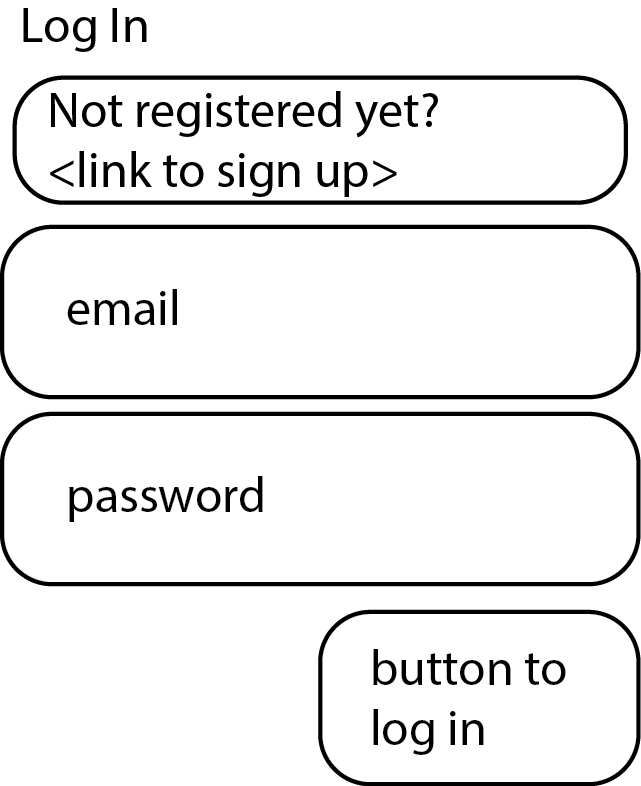 Log In
Not registered yet?
<link to sign up>
email
password
button to
log in